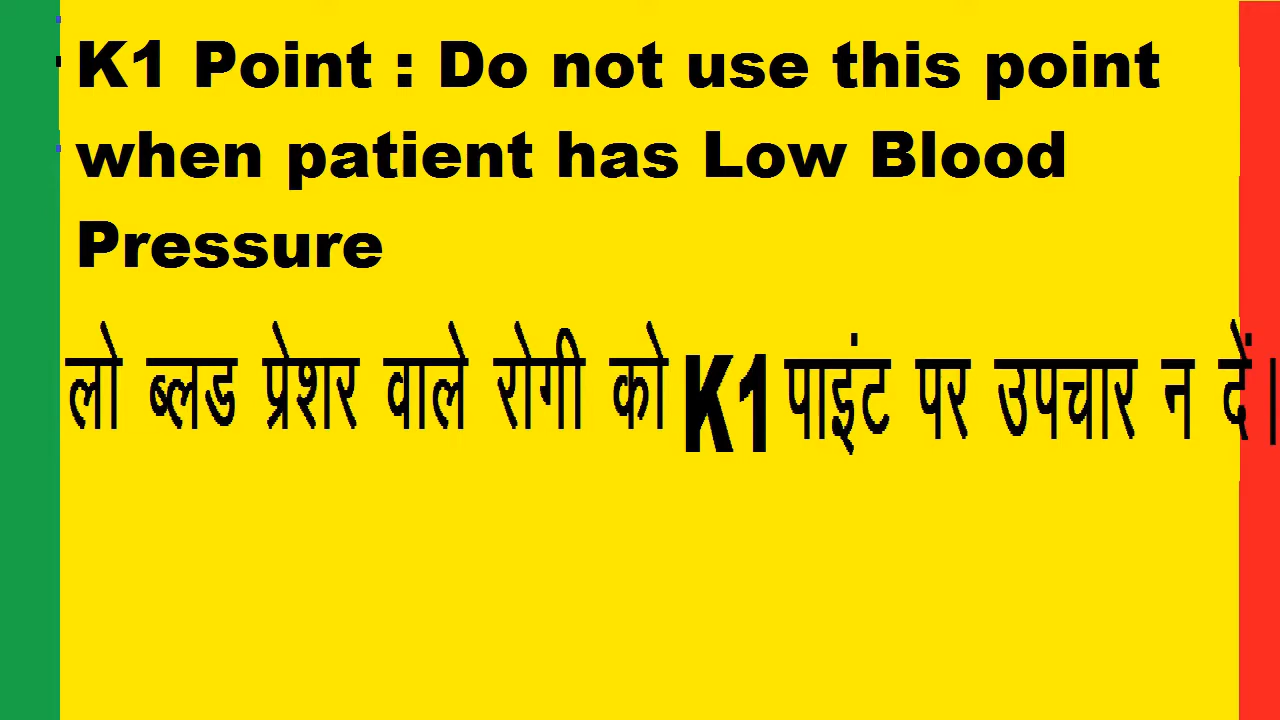 K1 Point : Do not use this point
when patient has Low Blood
Pressure
लो ब्लड प्रेशर वाले रोगी को K1 पाइंट पर उपचार न दें।